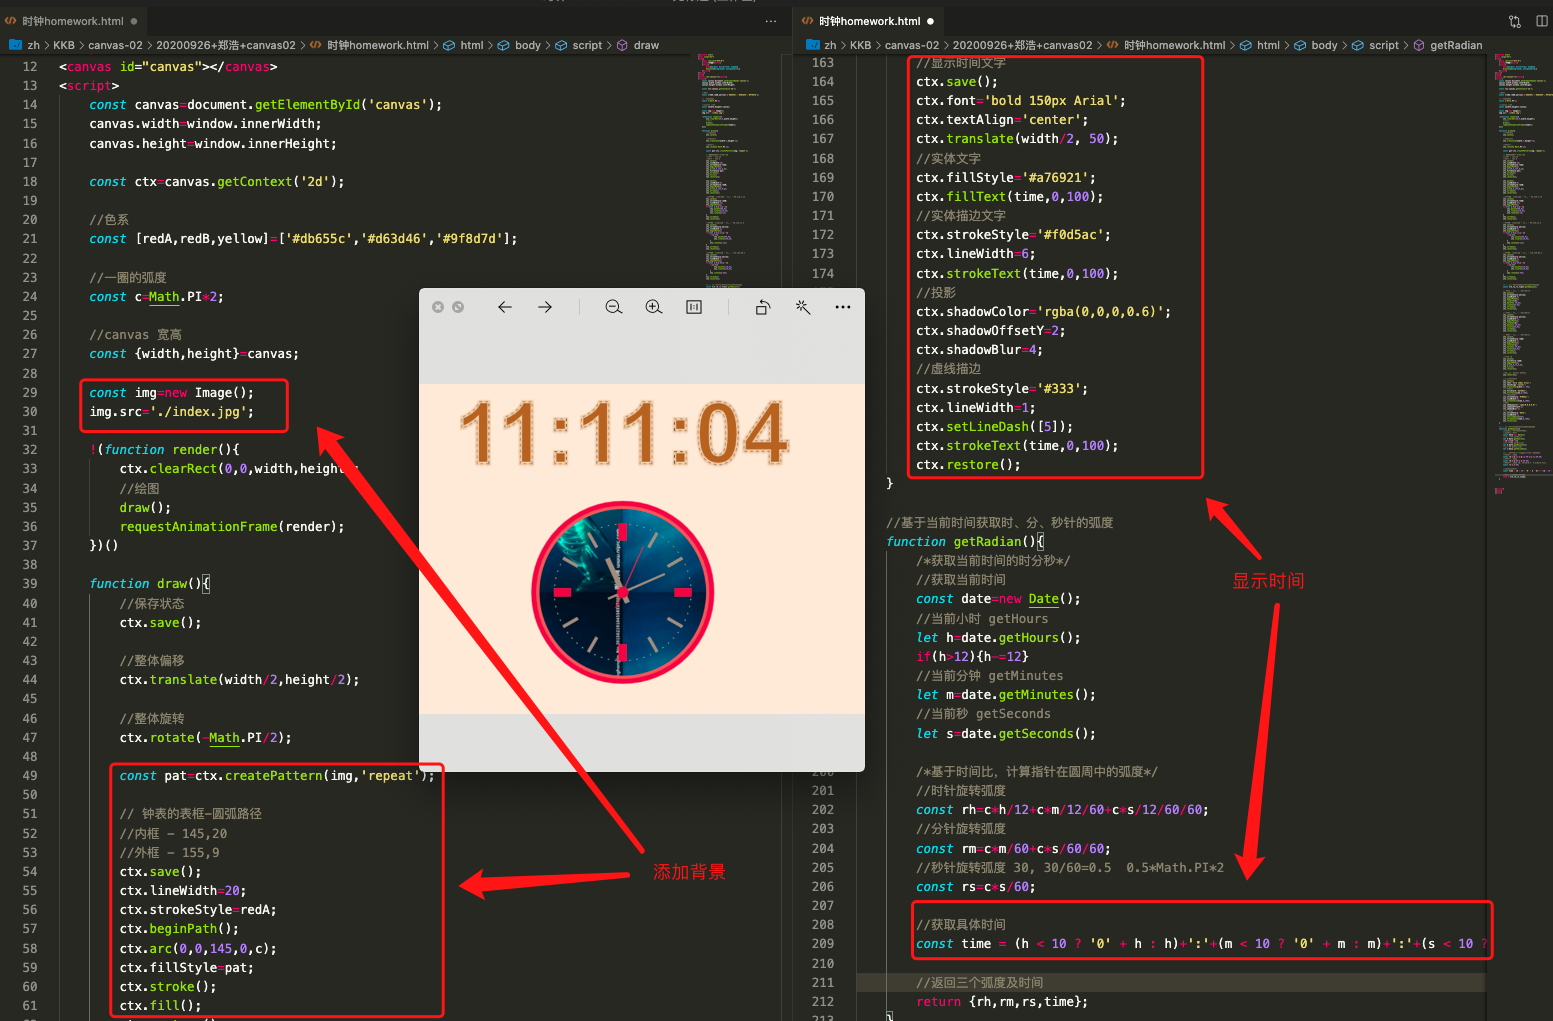 时钟homework.html
zh > KKB > canvas-02 > 20200926+郑浩+canvas02 > 时钟homework.html > html > body > script > draw
12 <canvas id="canvas"></canvas>
13 <script>
14 const canvas=document.getElementById('canvas');
15 canvas.width=window.innerWidth;
16 canvas.height=window.innerHeight;
17
18 const ctx=canvas.getContext('2d');
19
20 //色系
21 const [redA,redB,yellow]=['#db655c','#d63d46','#9f8d7d'];
22
23 //一圈的弧度
24 const c=Math.PI*2;
25
26 //canvas 宽高
27 const {width,height}=canvas;
28
29 const img=new Image();
30 img.src='./index.jpg';
31
32 !(function render(){
33 ctx.clearRect(0,0,width,height
34 //绘图
35 draw();
36 requestAnimationFrame(render);
37 })()
38
39 function draw(){
40 //保存状态
41 ctx.save();
42
43 //整体偏移
44 ctx.translate(width/2,height/2);
45
46 //整体旋转
47 ctx.rotate(-Math.PI/2);
48
49 const pat=ctx.createPattern(img,'repeat');
50
51 // 钟表的表框-圆弧路径
52 //内框 - 145,20
53 //外框 - 155,9
54 ctx.save();
55 ctx.lineWidth=20;
56 ctx.strokeStyle=redA;
57 ctx.beginPath();
58 ctx.arc(0,0,145,0,c);
59 ctx.fillStyle=pat;
60 ctx.stroke();
61 ctx.fill();
11:11:04
添加背景
时钟homework.html
zh > KKB > canvas-02 > 20200926+郑浩+canvas02 > 时钟homework.html > html > body > script > getRadian
163 //显示时间文字
164 ctx.save();
165 ctx.font='bold 150px Arial';
166 ctx.textAlign='center';
167 ctx.translate(width/2, 50);
168 //实体文字
169 ctx.fillStyle='#a76921';
170 ctx.fillText(time,0,100);
171 //实体描边文字
172 ctx.strokeStyle='#f0d5ac';
173 ctx.lineWidth=6;
174 ctx.strokeText(time,0,100);
//投影
ctx.shadowColor='rgba(0,0,0,0.6)';
ctx.shadowOffsetY=2;
ctx.shadowBlur=4;
//虚线描边
ctx.strokeStyle='#333';
ctx.lineWidth=1;
ctx.setLineDash([5]);
ctx.strokeText(time,0,100);
ctx.restore();
}
//基于当前时间获取时、分、秒针的弧度
function getRadian(){
/*获取当前时间的时分秒*/
//获取当前时间
const date=new Date();
//当前小时 getHours
let h=date.getHours();
if(h>12){h-=12}
//当前分钟 getMinutes
let m=date.getMinutes();
//当前秒 getSeconds
let s=date.getSeconds();
200 /*基于时间比，计算指针在圆周中的弧度*/
201 //时针旋转弧度
202 const rh=c*h/12+c*m/12/60+c*s/12/60/60;
203 //分针旋转弧度
204 const rm=c*m/60+c*s/60/60;
205 //秒针旋转弧度 30, 30/60=0.5 0.5*Math.PI*2
206 const rs=c*s/60;
207
208 //获取具体时间
209 const time = (h < 10 ? '0' + h : h)+':'+(m < 10 ? '0' + m : m)+':'+(s < 10 ?
210
211 //返回三个弧度及时间
212 return {rh,rm,rs,time};
213 }
显示时间